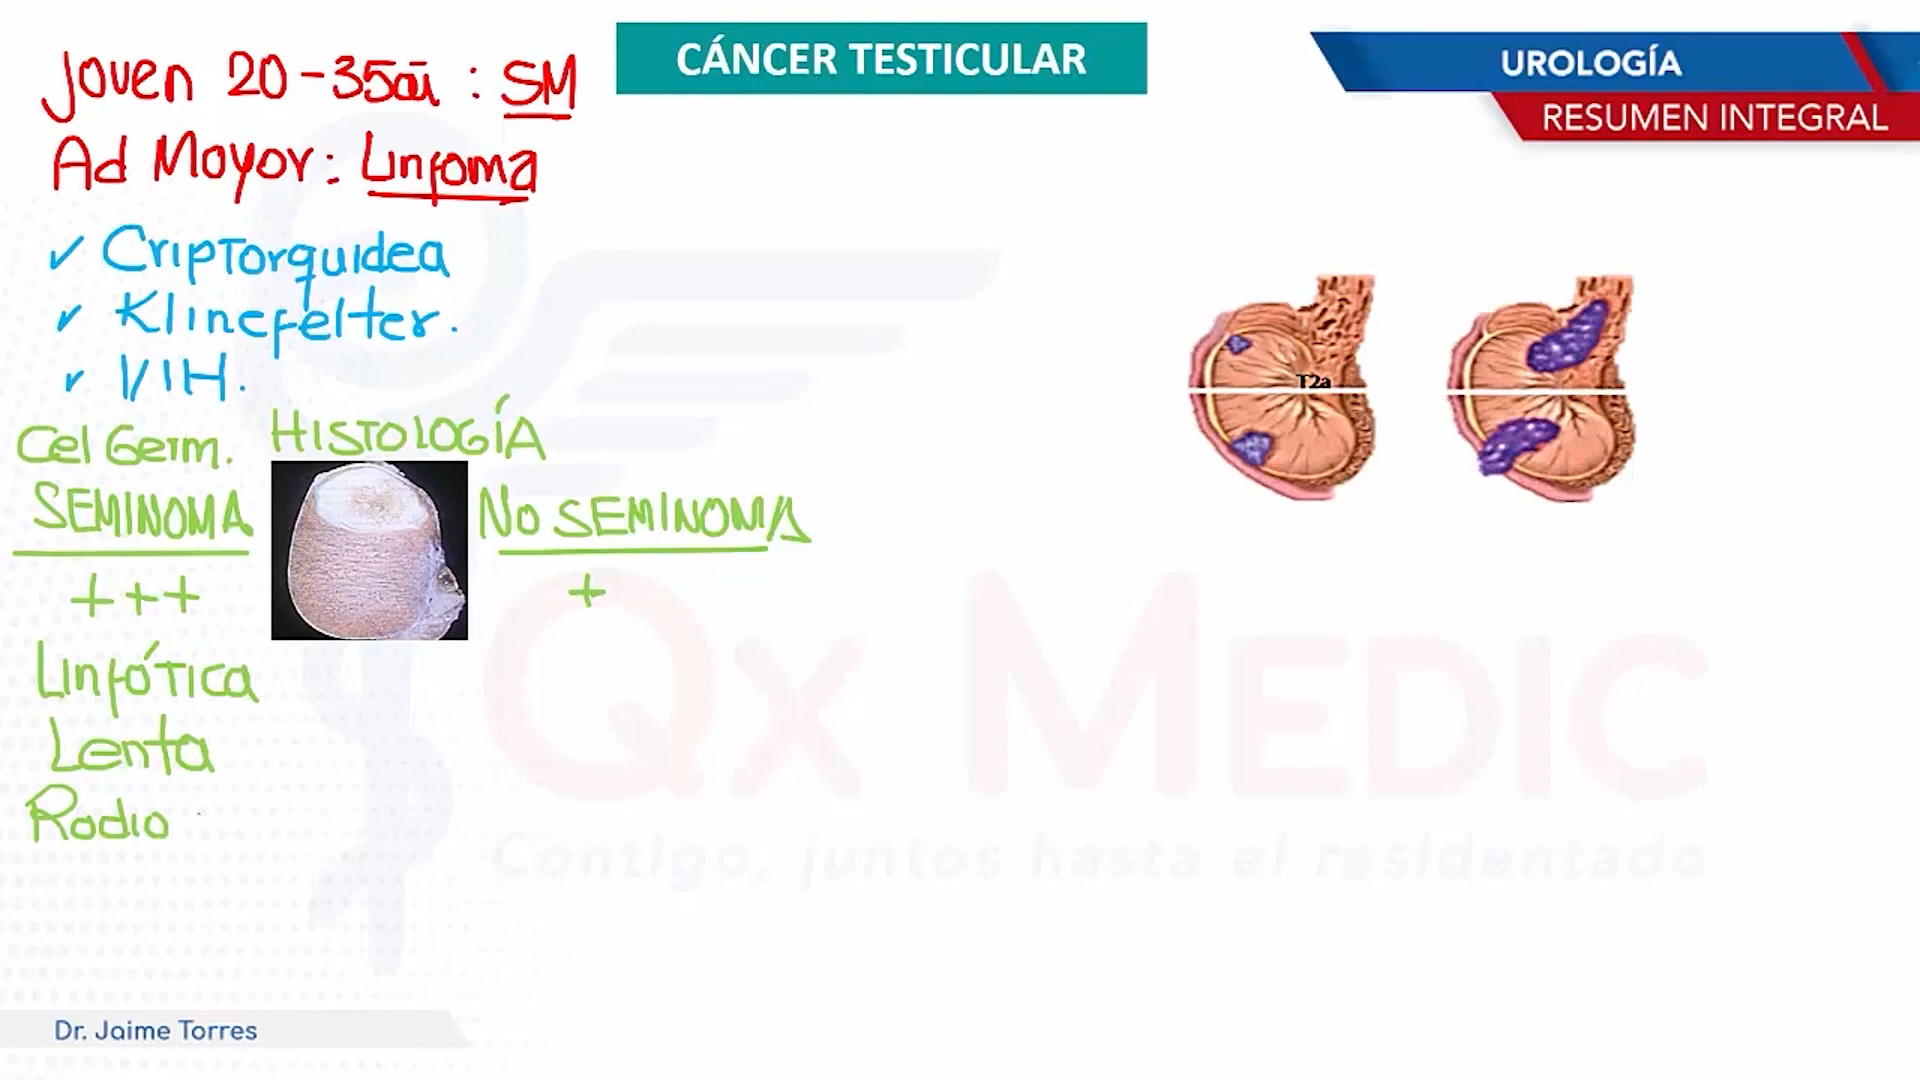 CÁNCER TESTICULAR
UROLOGÍA
RESUMEN INTEGRAL
Joven 20-35añ : SM
Ad Mayor: Linfoma
✓ Criptorquidea
✓ Klinefelter.
✓ VIH.
Cel Germ. HISTOLOGÍA
SEMINOMA
NO SEMINOMA
+++
+
Linfótica
Lenta
Radio
T2a
QX MEDIC
Contigo, juntos hasta el residentado
Dr. Jaime Torres